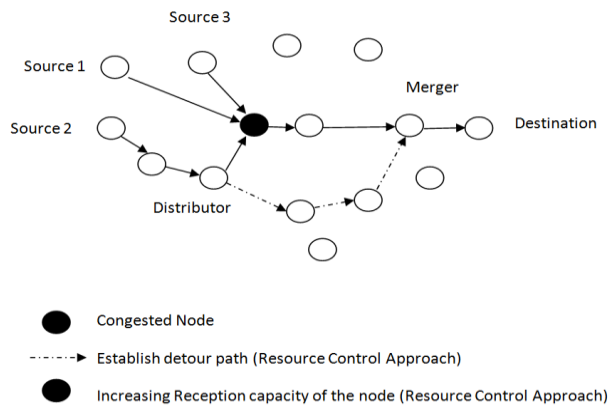 Source 3
Source 1
Merger
Source 2
Destination
Distributor
Congested Node
Establish detour path (Resource Control Approach)
Increasing Reception capacity of the node (Resource Control Approach)